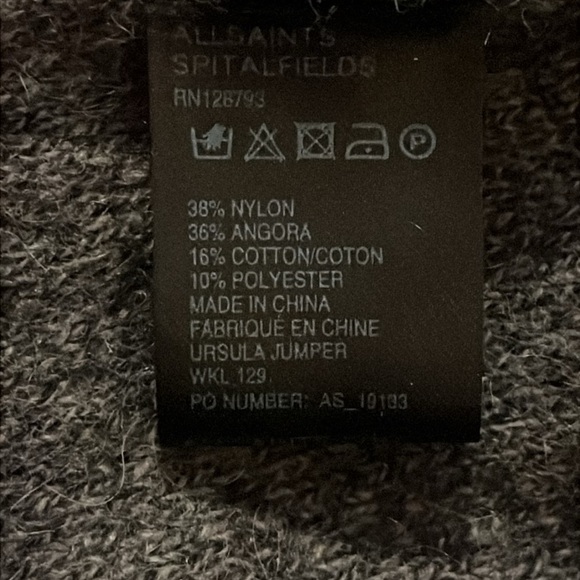 ALLSAINTS
SPITALFIELDS
RN128793
P
38% NYLON
36% ANGORA
16% COTTON/COTON
10% POLYESTER
MADE IN CHINA
FABRIQUÉ EN CHINE
URSULA JUMPER
WKL 129
PO NUMBER: AS_19193